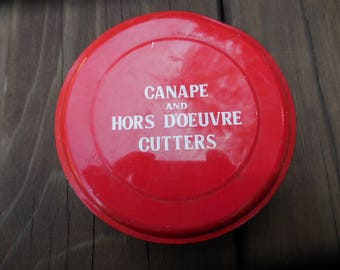 CANAPE
AND
HORS D'OEUVRE
CUTTERS